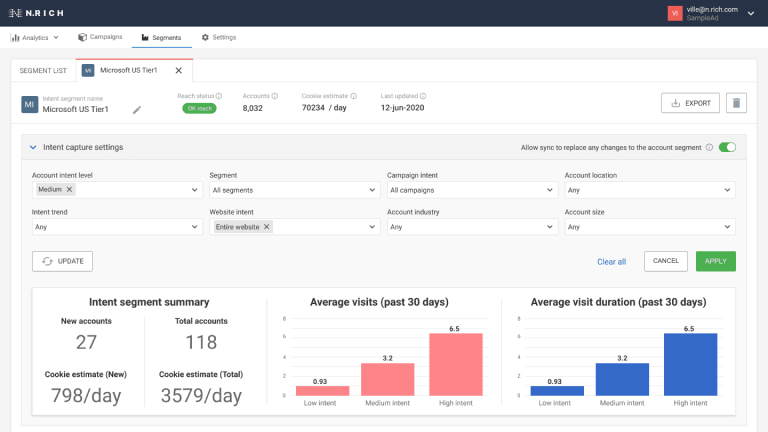 N.RICH
VI
ville@n.rich.com
SampleAd
Analytics
Campaigns
Segments
Settings
SEGMENT LIST
MI
Microsoft US Tier1
MI
Intent segment name
Microsoft US Tier1
Reach status
OK reach
Accounts
8,032
Cookie estimate
70234 / day
Last updated
12-jun-2020
EXPORT
Intent capture settings
Allow sync to replace any changes to the account segment
Account intent level
Medium
Segment
All segments
Campaign intent
All campaigns
Account location
Any
Intent trend
Any
Website intent
Entire website
Account industry
Any
Account size
Any
UPDATE
Clear all
CANCEL
APPLY
Intent segment summary
New accounts
27
Total accounts
118
Cookie estimate (New)
798/day
Cookie estimate (Total)
3579/day
Average visits (past 30 days)
8
6
4
2
0
0.93
3.2
6.5
Low intent
Medium intent
High intent
Average visit duration (past 30 days)
8
6
4
2
0
0.93
3.2
6.5
Low intent
Medium intent
High intent